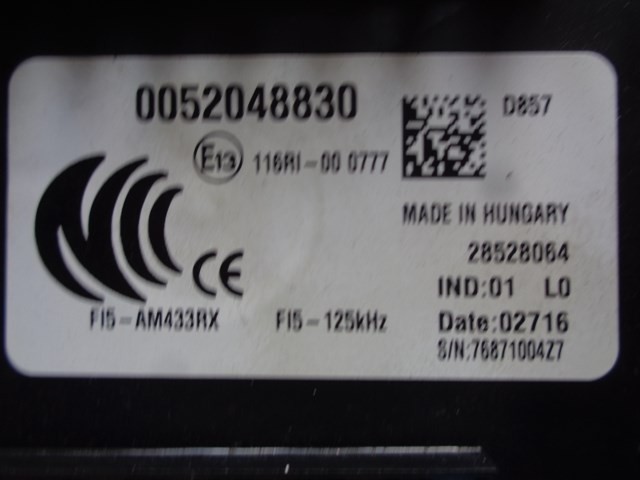 0052048830
D857
E13 116RI-00 0777
MADE IN HUNGARY
28528064
CE
IND:01 L0
FI5-AM433RX FI5-125kHz Date:02716
S/N:76871004Z7